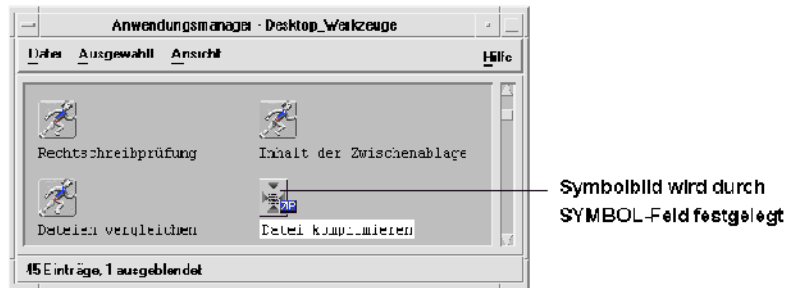 Anwendungsmanager - Desktop_Werkzeuge
Datei Ausgewählt Ansicht Hilfe
Rechtschreibprüfung Inhalt der Zwischenablage
ZIP
Dateien vergleichen Datei komprimieren
45 Einträge, 1 ausgeblendet
Symbolbild wird durch
SYMBOL-Feld festgelegt